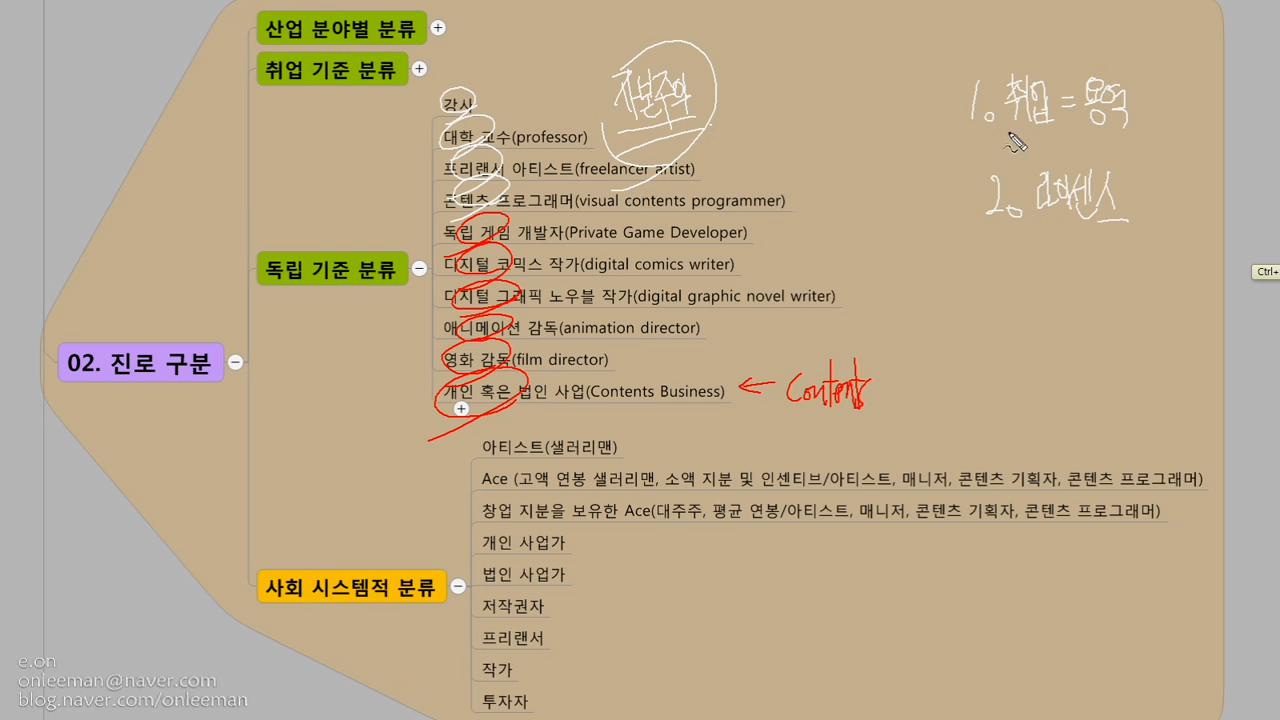 산업 분야별 분류
취업 기준 분류
강사
대학 교수(professor)
프리랜서 아티스트(freelancer artist)
콘텐츠 프로그래머(visual contents programmer)
독립 게임 개발자(Private Game Developer)
디지털 코믹스 작가(digital comics writer)
디지털 그래픽 노우블 작가(digital graphic novel writer)
애니메이션 감독(animation director)
영화 감독(film director)
개인 혹은 법인 사업(Contents Business)
← Contents
자본주의
1. 취업 = 용역
2. 라이센스
Ctrl+
독립 기준 분류
02. 진로 구분
아티스트(샐러리맨)
Ace (고액 연봉 샐러리맨, 소액 지분 및 인센티브/아티스트, 매니저, 콘텐츠 기획자, 콘텐츠 프로그래머)
창업 지분을 보유한 Ace(대주주, 평균 연봉/아티스트, 매니저, 콘텐츠 기획자, 콘텐츠 프로그래머)
개인 사업가
법인 사업가
사회 시스템적 분류
저작권자
프리랜서
작가
투자자
e.on
onleeman@naver.com
blog.naver.com/onleeman